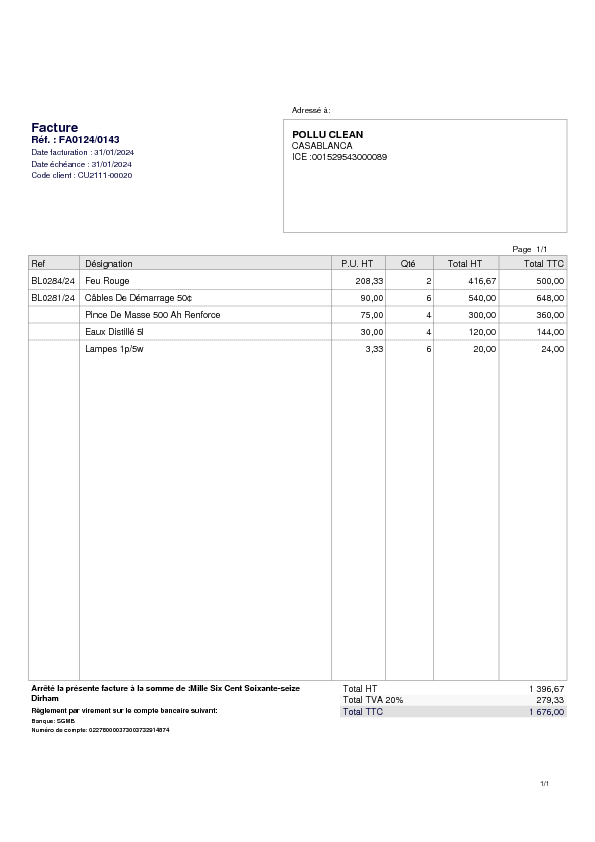 Adressé à:
Facture
Réf. : FA0124/0143
Date facturation : 31/01/2024
Date échéance : 31/01/2024
Code client : CU2111-00020
POLLU CLEAN
CASABLANCA
ICE :001529543000089
Page 1/1
Ref Désignation P.U. HT Qté Total HT Total TTC
BL0284/24 Feu Rouge 208,33 2 416,67 500,00
BL0281/24 Câbles De Démarrage 50¢ 90,00 6 540,00 648,00
Pince De Masse 500 Ah Renforce 75,00 4 300,00 360,00
Eaux Distillé 5l 30,00 4 120,00 144,00
Lampes 1p/5w 3,33 6 20,00 24,00
Arrêté la présente facture à la somme de :Mille Six Cent Soixante-seize
Dirham
Règlement par virement sur le compte bancaire suivant:
Banque: SGMB
Total HT 1 396,67
Total TVA 20% 279,33
Total TTC 1 676,00
Numéro de compte:
1/1